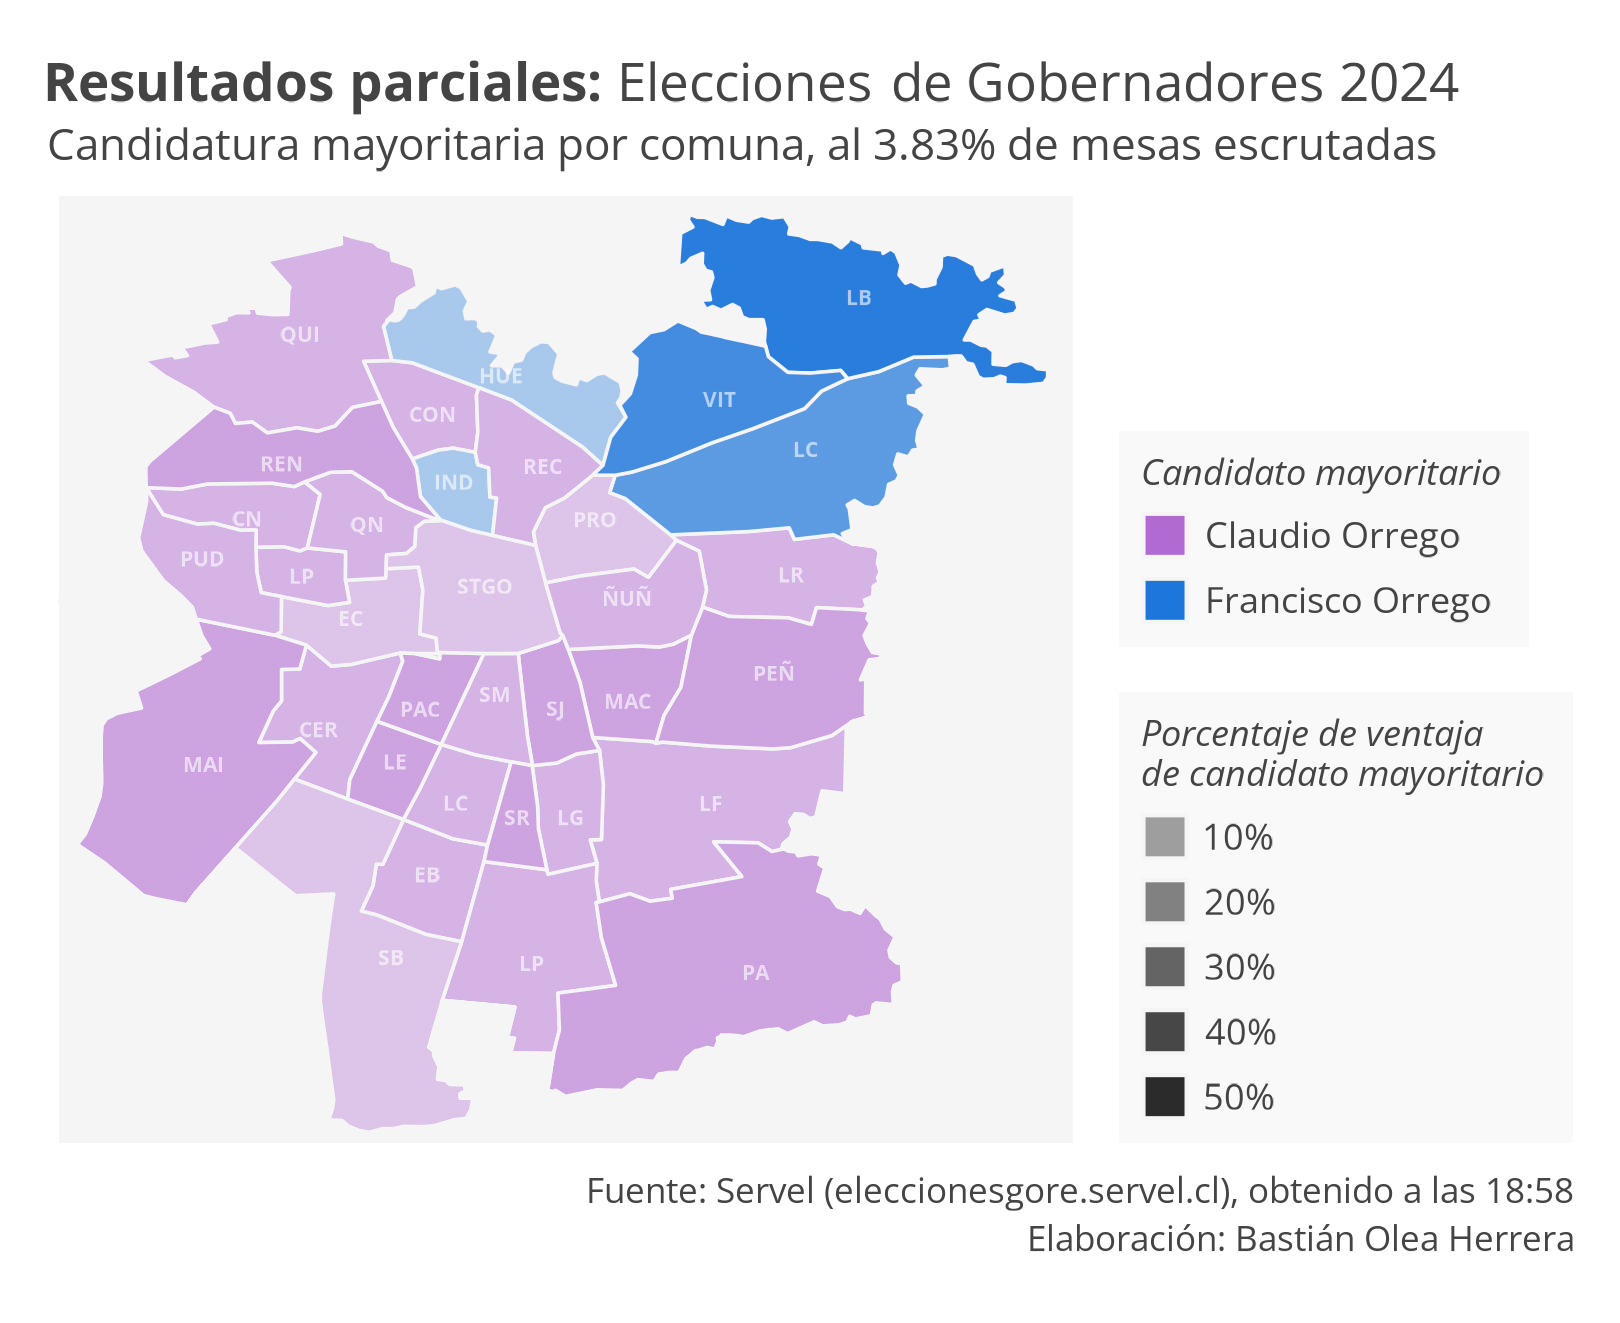 Resultados parciales: Elecciones de Gobernadores 2024
Candidatura mayoritaria por comuna, al 3.83% de mesas escrutadas
LB
QUI
HUE
VIT
CON
LC
REN
REC
IND
CN
QN
PRO
PUD
LP
STGO
LR
ÑUÑ
EC
PEÑ
SM
MAC
PAC
SJ
CER
MAI
LE
LC
SR
LG
LF
EB
SB
LP
PA
Candidato mayoritario
Claudio Orrego
Francisco Orrego
Porcentaje de ventaja
de candidato mayoritario
10%
20%
30%
40%
50%
Fuente: Servel (eleccionesgore.servel.cl), obtenido a las 18:58
Elaboración: Bastián Olea Herrera